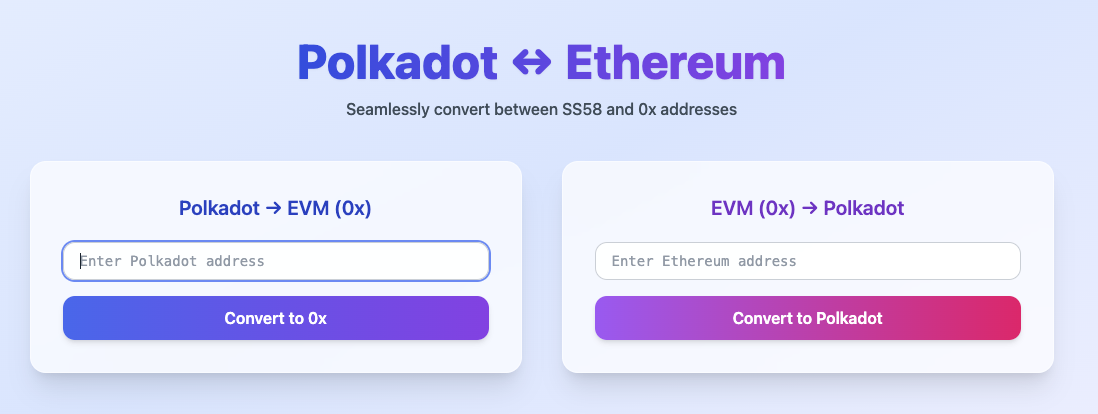 Polkadot ↔ Ethereum
Seamlessly convert between SS58 and 0x addresses
Polkadot → EVM (0x)
Enter Polkadot address
Convert to 0x
EVM (0x) → Polkadot
Enter Ethereum address
Convert to Polkadot